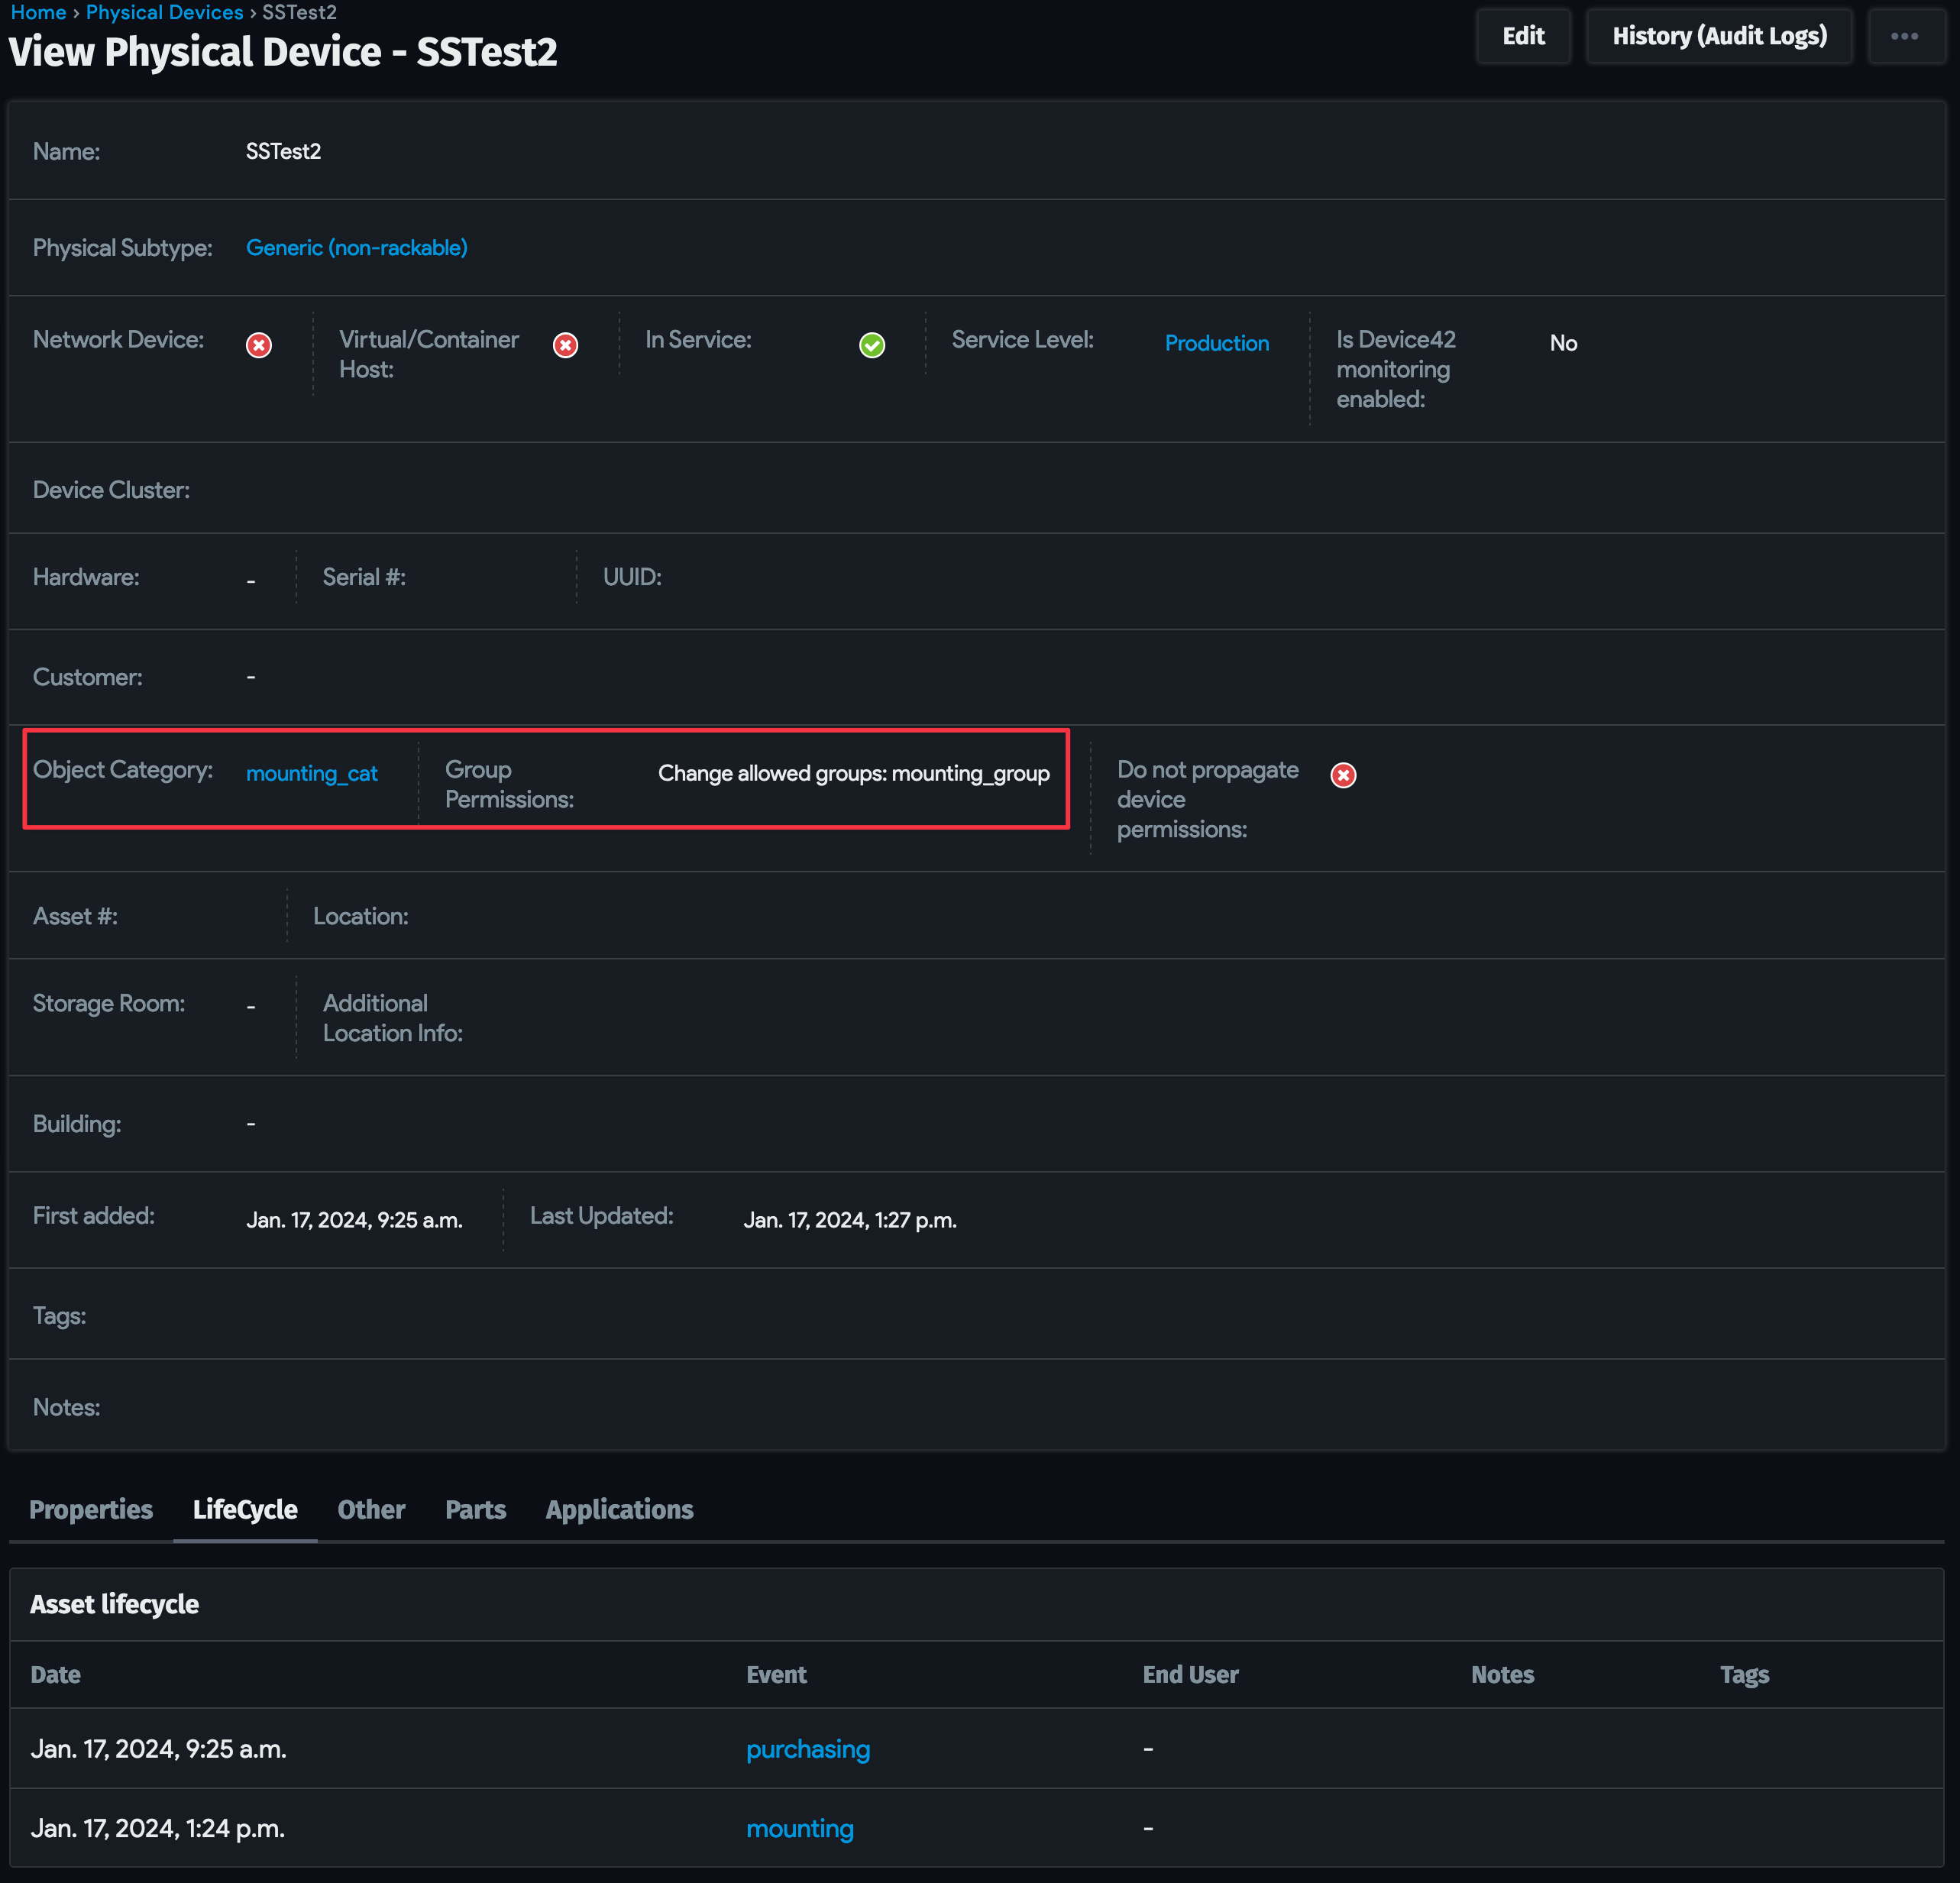 Home › Physical Devices › SSTest2
View Physical Device - SSTest2
Edit
History (Audit Logs)
Name: SSTest2
Physical Subtype: Generic (non-rackable)
Network Device:
Virtual/Container
Host:
In Service:
Service Level: Production
Is Device42
monitoring
enabled:
No
Device Cluster:
Hardware: -
Serial #:
UUID:
Customer: -
Object Category: mounting_cat
Group
Permissions:
Change allowed groups: mounting_group
Do not propagate
device
permissions:
Asset #:
Location:
Storage Room: -
Additional
Location Info:
Building: -
First added: Jan. 17, 2024, 9:25 a.m.
Last Updated: Jan. 17, 2024, 1:27 p.m.
Tags:
Notes:
Properties LifeCycle Other Parts Applications
Asset lifecycle
Date Event End User Notes Tags
Jan. 17, 2024, 9:25 a.m. purchasing -
Jan. 17, 2024, 1:24 p.m. mounting -